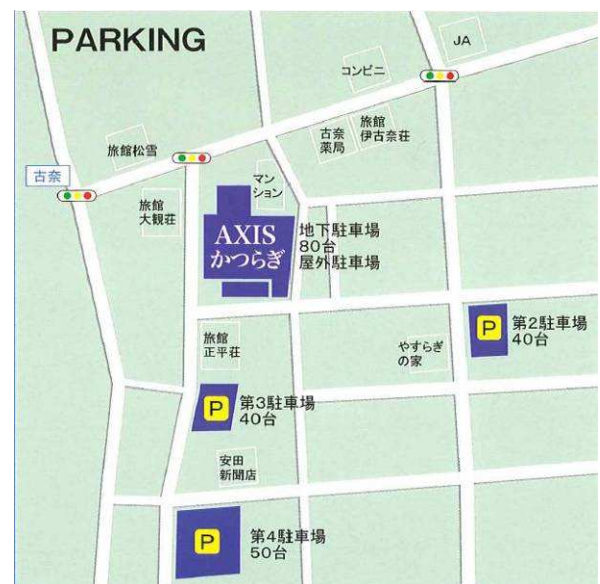 PARKING
JA
コンビニ
旅館
伊古奈荘
古奈
薬局
旅館松雪
古奈
マン
ション
旅館
大観荘
AXIS
かつらぎ
地下駐車場
80台
屋外駐車場
P
第2駐車場
40台
旅館
正平荘
やすらぎ
の家
P
第3駐車場
40台
安田
新聞店
P
第4駐車場
50台